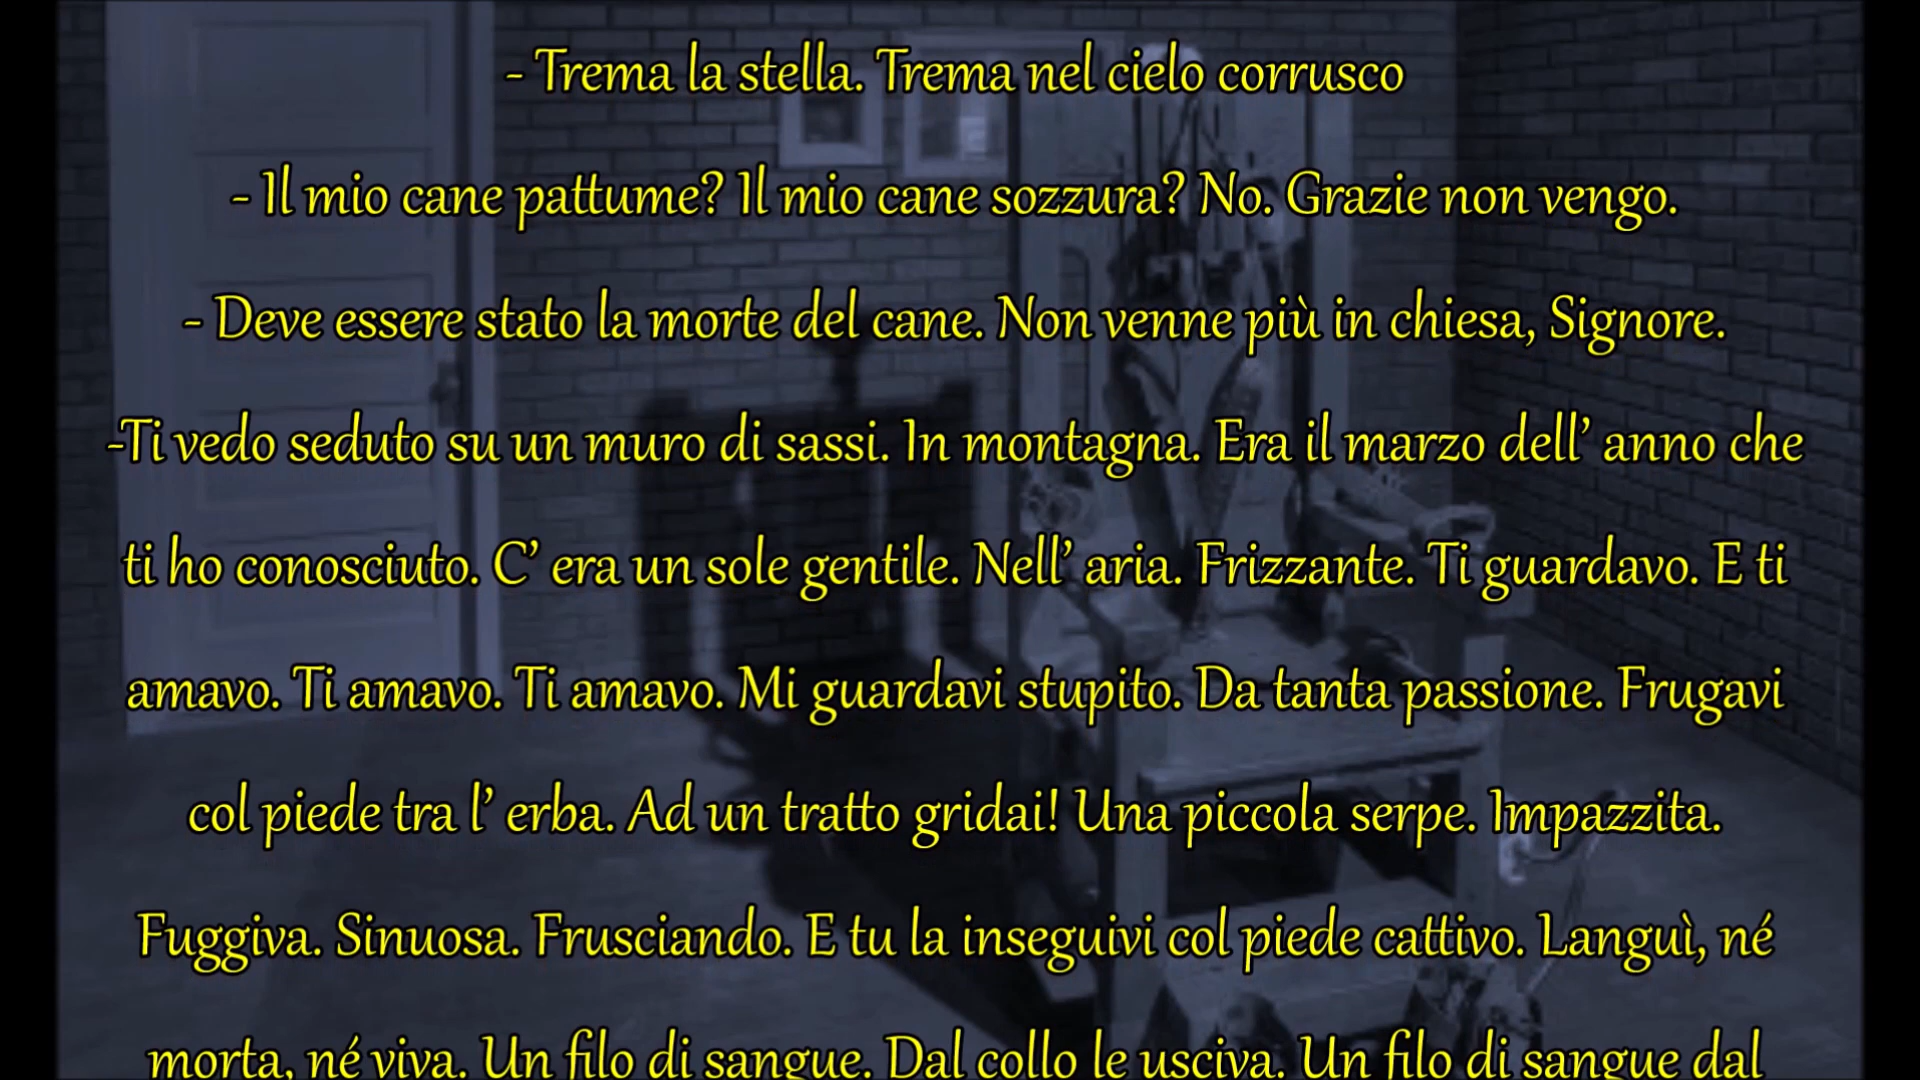 - Trema la stella. Trema nel cielo corrusco
- Il mio cane pattume? Il mio cane sozzura? No. Grazie non vengo.
- Deve essere stato la morte del cane. Non venne più in chiesa, Signore.
-Ti vedo seduto su un muro di sassi. In montagna. Era il marzo dell’ anno che
ti ho conosciuto. C’ era un sole gentile. Nell’ aria. Frizzante. Ti guardavo. E ti
amavo. Ti amavo. Ti amavo. Mi guardavi stupito. Da tanta passione. Frugavi
col piede tra l’ erba. Ad un tratto gridai! Una piccola serpe. Impazzita.
Fuggiva. Sinuosa. Frusciando. E tu la inseguivi col piede cattivo. Languì, né
morta, né viva. Un filo di sangue. Dal collo le usciva. Un filo di sangue dal